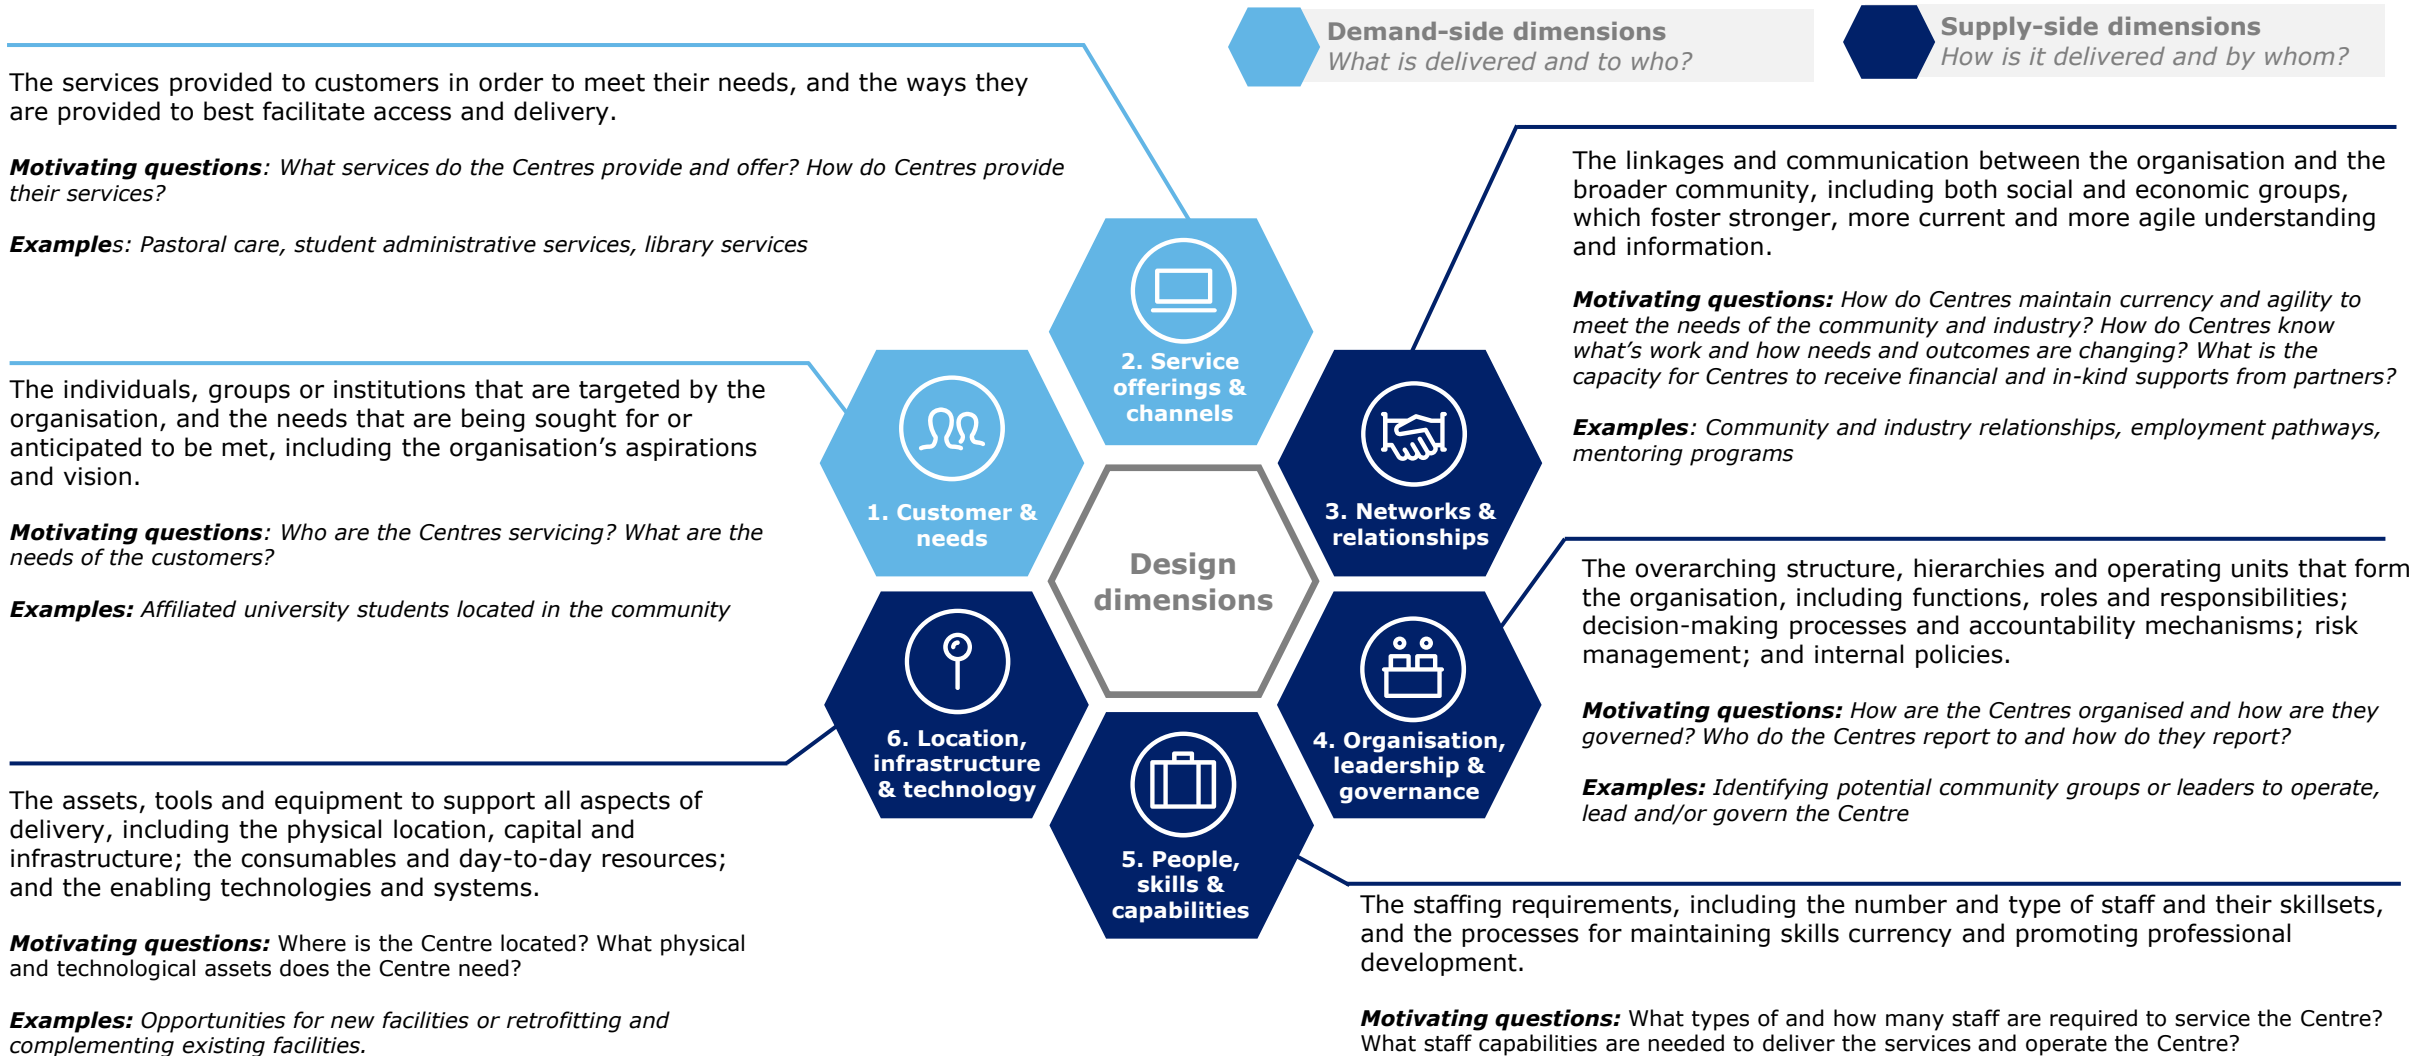 Demand-side dimensions
What is delivered and to who?
Supply-side dimensions
How is it delivered and by whom?
The services provided to customers in order to meet their needs, and the ways they
are provided to best facilitate access and delivery.
Motivating questions: What services do the Centres provide and offer? How do Centres provide
their services?
Examples: Pastoral care, student administrative services, library services
The individuals, groups or institutions that are targeted by the
organisation, and the needs that are being sought for or
anticipated to be met, including the organisation’s aspirations
and vision.
Motivating questions: Who are the Centres servicing? What are the
needs of the customers?
Examples: Affiliated university students located in the community
The assets, tools and equipment to support all aspects of
delivery, including the physical location, capital and
infrastructure; the consumables and day-to-day resources;
and the enabling technologies and systems.
Motivating questions: Where is the Centre located? What physical
and technological assets does the Centre need?
Examples: Opportunities for new facilities or retrofitting and
complementing existing facilities.
2. Service
offerings &
channels
1. Customer &
needs
3. Networks &
relationships
Design
dimensions
6. Location,
infrastructure
& technology
4. Organisation,
leadership &
governance
5. People,
skills &
capabilities
The linkages and communication between the organisation and the
broader community, including both social and economic groups,
which foster stronger, more current and more agile understanding
and information.
Motivating questions: How do Centres maintain currency and agility to
meet the needs of the community and industry? How do Centres know
what’s work and how needs and outcomes are changing? What is the
capacity for Centres to receive financial and in-kind supports from partners?
Examples: Community and industry relationships, employment pathways,
mentoring programs
The overarching structure, hierarchies and operating units that form
the organisation, including functions, roles and responsibilities;
decision-making processes and accountability mechanisms; risk
management; and internal policies.
Motivating questions: How are the Centres organised and how are they
governed? Who do the Centres report to and how do they report?
Examples: Identifying potential community groups or leaders to operate,
lead and/or govern the Centre
The staffing requirements, including the number and type of staff and their skillsets,
and the processes for maintaining skills currency and promoting professional
development.
Motivating questions: What types of and how many staff are required to service the Centre?
What staff capabilities are needed to deliver the services and operate the Centre?